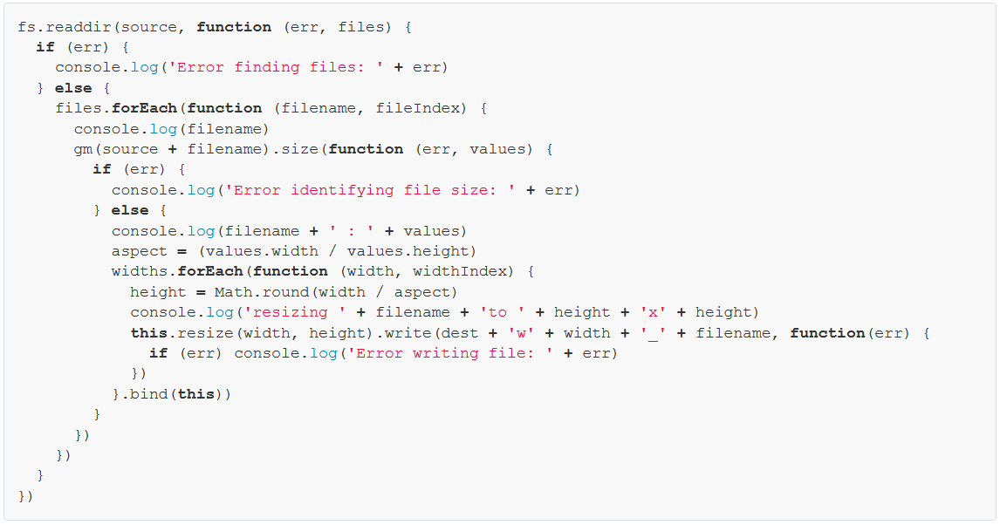 fs.readdir(source, function (err, files) {
  if (err) {
    console.log('Error finding files: ' + err)
  } else {
    files.forEach(function (filename, fileIndex) {
      console.log(filename)
      gm(source + filename).size(function (err, values) {
        if (err) {
          console.log('Error identifying file size: ' + err)
        } else {
          console.log(filename + ' : ' + values)
          aspect = (values.width / values.height)
          widths.forEach(function (width, widthIndex) {
            height = Math.round(width / aspect)
            console.log('resizing ' + filename + 'to ' + height + 'x' + height)
            this.resize(width, height).write(dest + 'w' + width + '_' + filename, function(err) {
              if (err) console.log('Error writing file: ' + err)
            })
          }.bind(this))
        }
      })
    })
  }
})